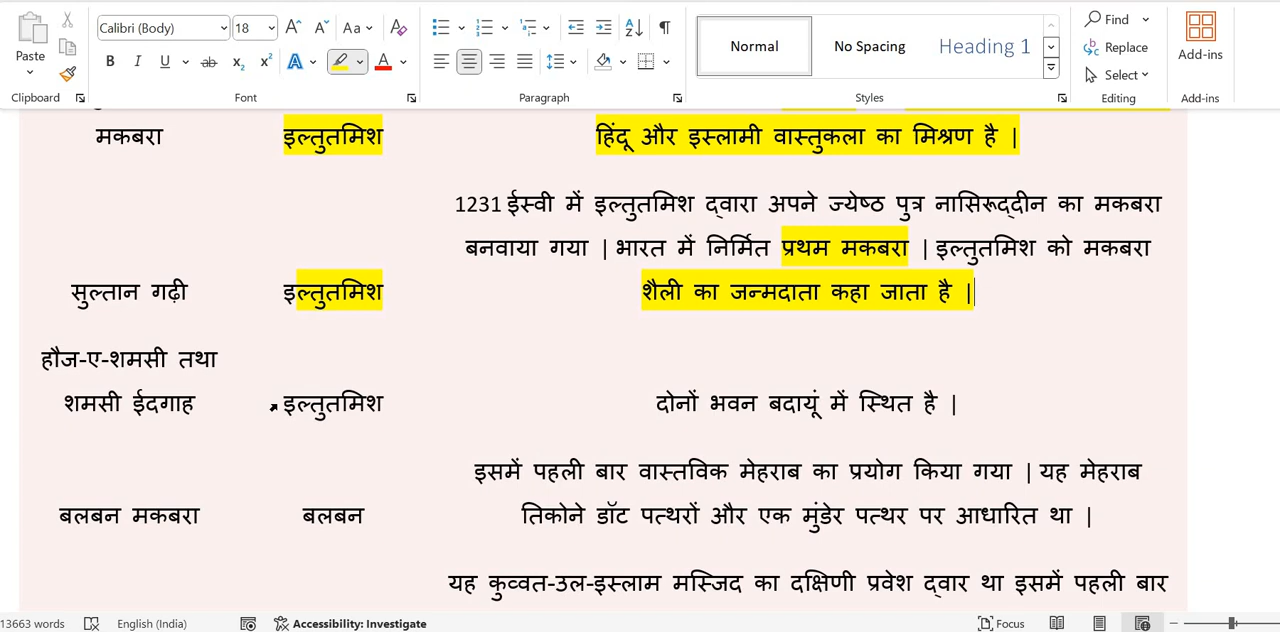 Calibri (Body) 18 Aa
Paste
B I U ab x₂ x² A A
Normal No Spacing Heading 1
Find
Replace
Select
Add-ins
Clipboard Font Paragraph Styles Editing Add-ins
मकबरा इल्तुतमिश हिंदू और इस्लामी वास्तुकला का मिश्रण है |
1231 ईस्वी में इल्तुतमिश द्वारा अपने ज्येष्ठ पुत्र नासिरूद्दीन का मकबरा
बनवाया गया | भारत में निर्मित प्रथम मकबरा | इल्तुतमिश को मकबरा
सुल्तान गढ़ी इल्तुतमिश शैली का जन्मदाता कहा जाता है |
हौज-ए-शमसी तथा
शमसी ईदगाह इल्तुतमिश दोनों भवन बदायूं में स्थित है |
इसमें पहली बार वास्तविक मेहराब का प्रयोग किया गया | यह मेहराब
बलबन मकबरा बलबन तिकोने डॉट पत्थरों और एक मुंडेर पत्थर पर आधारित था |
यह कुव्वत-उल-इस्लाम मस्जिद का दक्षिणी प्रवेश द्वार था इसमें पहली बार
13663 words English (India) Accessibility: Investigate Focus